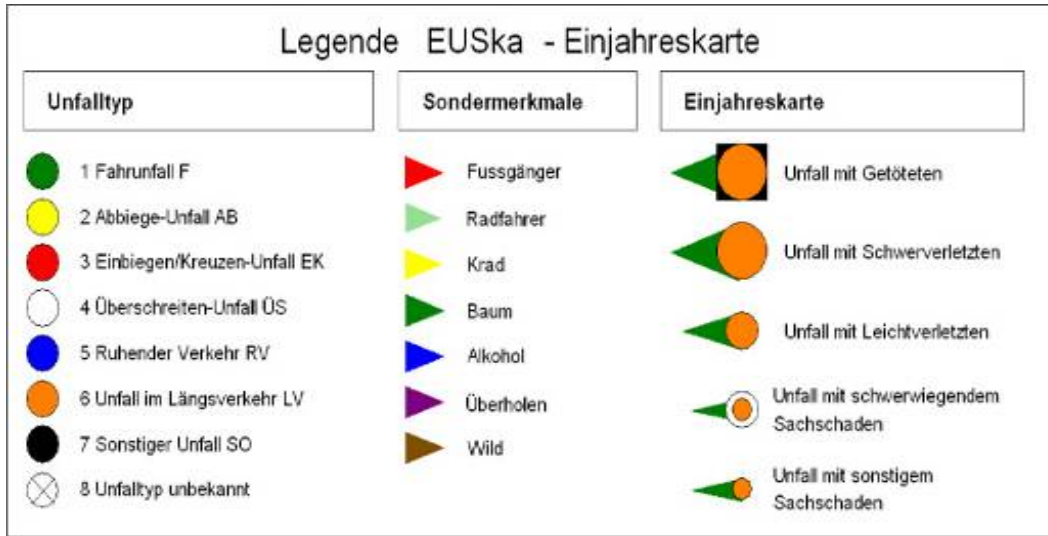 Legende EUSka - Einjahreskarte
Unfalltyp
1 Fahrunfall F
2 Abbiege-Unfall AB
3 Einbiegen/Kreuzen-Unfall EK
4 Überschreiten-Unfall ÜS
5 Ruhender Verkehr RV
6 Unfall im Längsverkehr LV
7 Sonstiger Unfall SO
8 Unfalltyp unbekannt
Sondermerkmale
Fussgänger
Radfahrer
Krad
Baum
Alkohol
Überholen
Wild
Einjahreskarte
Unfall mit Getöteten
Unfall mit Schwerverletzten
Unfall mit Leichtverletzten
Unfall mit schwerwiegendem
Sachschaden
Unfall mit sonstigem
Sachschaden